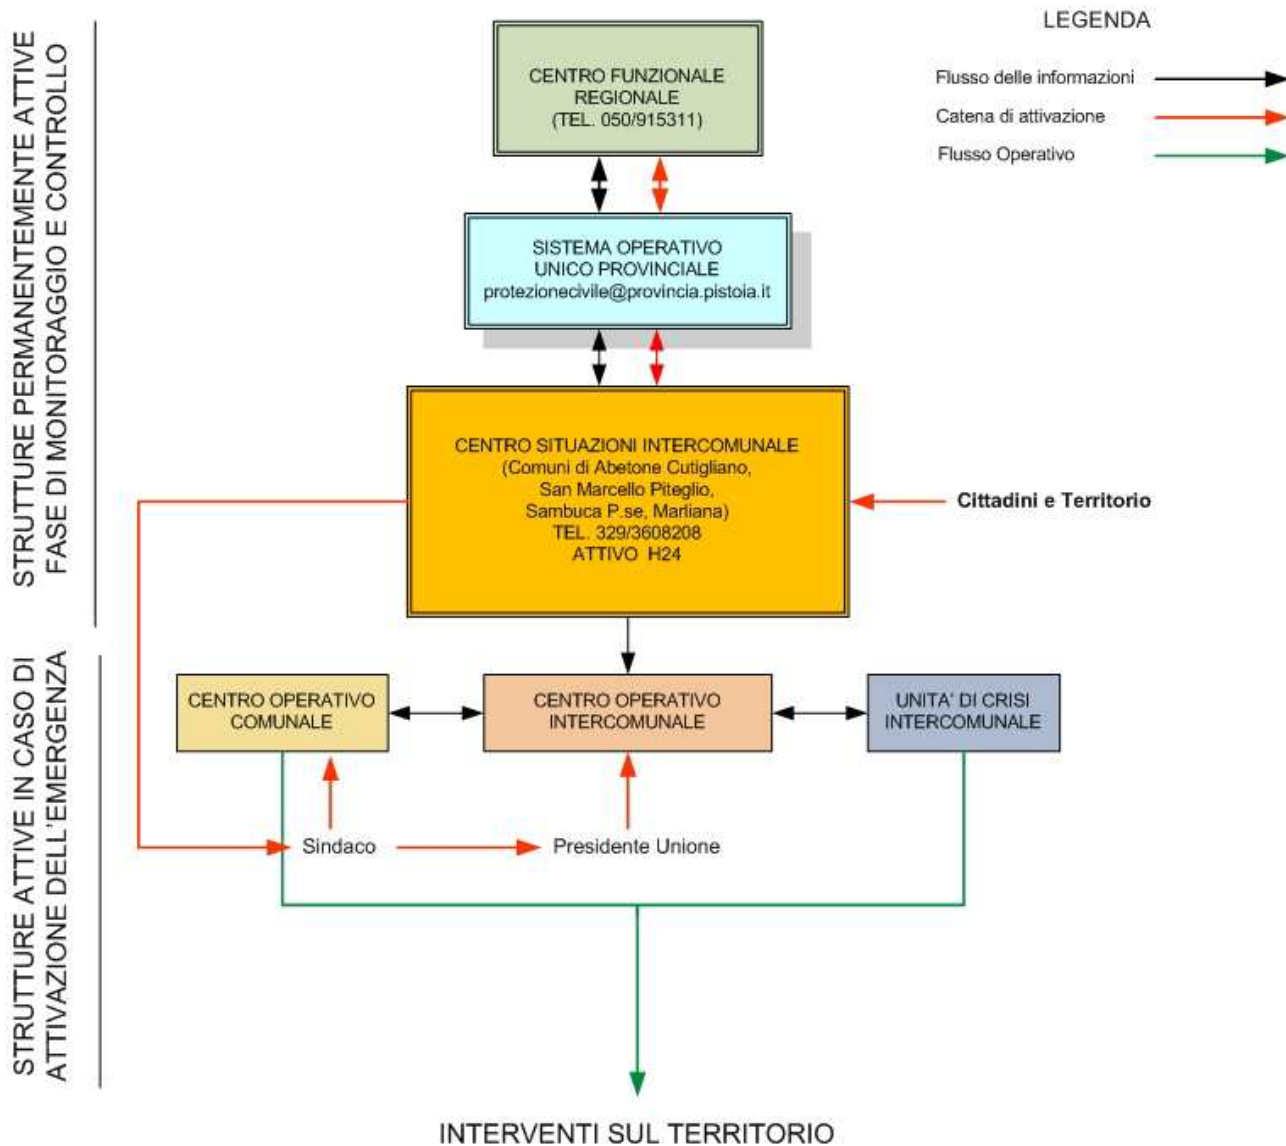 STRUTTURE PERMANENTEMENTE ATTIVE
FASE DI MONITORAGGIO E CONTROLLO
CENTRO FUNZIONALE
REGIONALE
(TEL. 050/915311)
LEGENDA
Flusso delle informazioni
Catena di attivazione
Flusso Operativo
SISTEMA OPERATIVO
UNICO PROVINCIALE
protezionecivile@provincia.pistoia.it
CENTRO SITUAZIONI INTERCOMUNALE
(Comuni di Abetone Cutigliano,
San Marcello Piteglio,
Sambuca P.se, Marliana)
TEL. 329/3608208
ATTIVO H24
Cittadini e Territorio
STRUTTURE ATTIVE IN CASO DI
ATTIVAZIONE DELL'EMERGENZA
CENTRO OPERATIVO
COMUNALE
CENTRO OPERATIVO
INTERCOMUNALE
UNITA' DI CRISI
INTERCOMUNALE
Sindaco
Presidente Unione
INTERVENTI SUL TERRITORIO